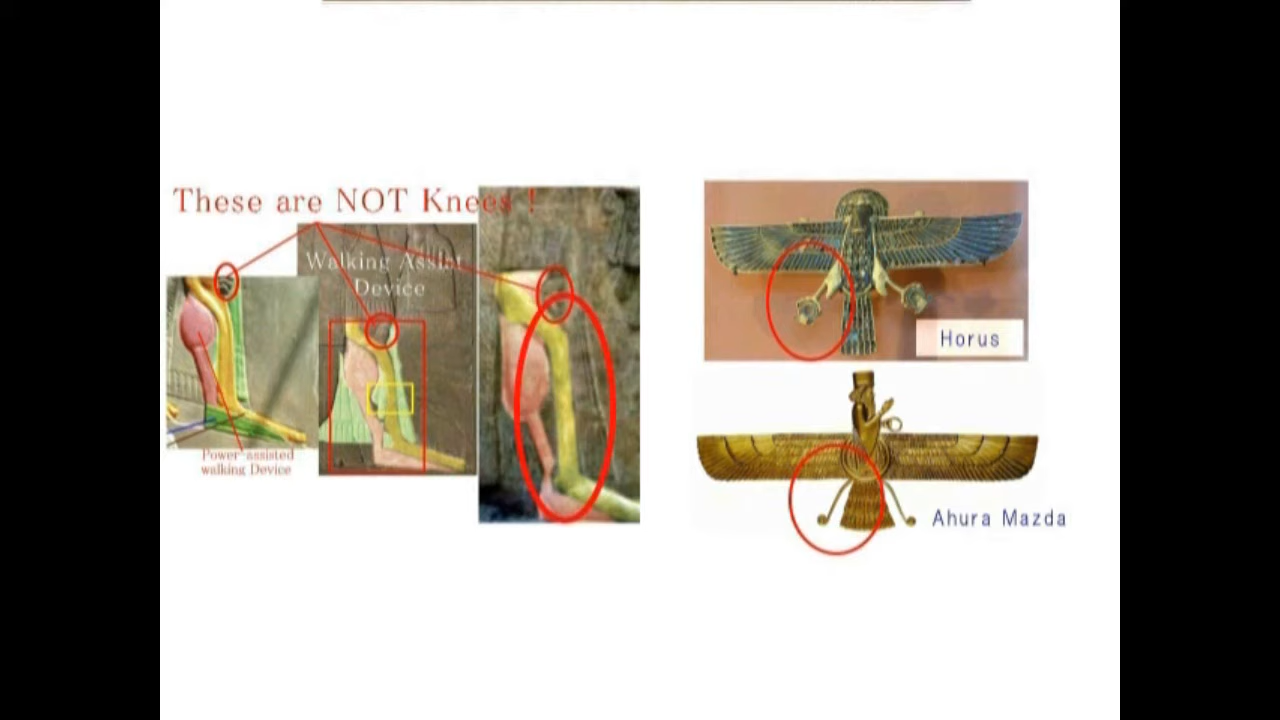 These are NOT Knees !
Walking Assist
Device
Power assisted
walking Device
Horus
Ahura Mazda